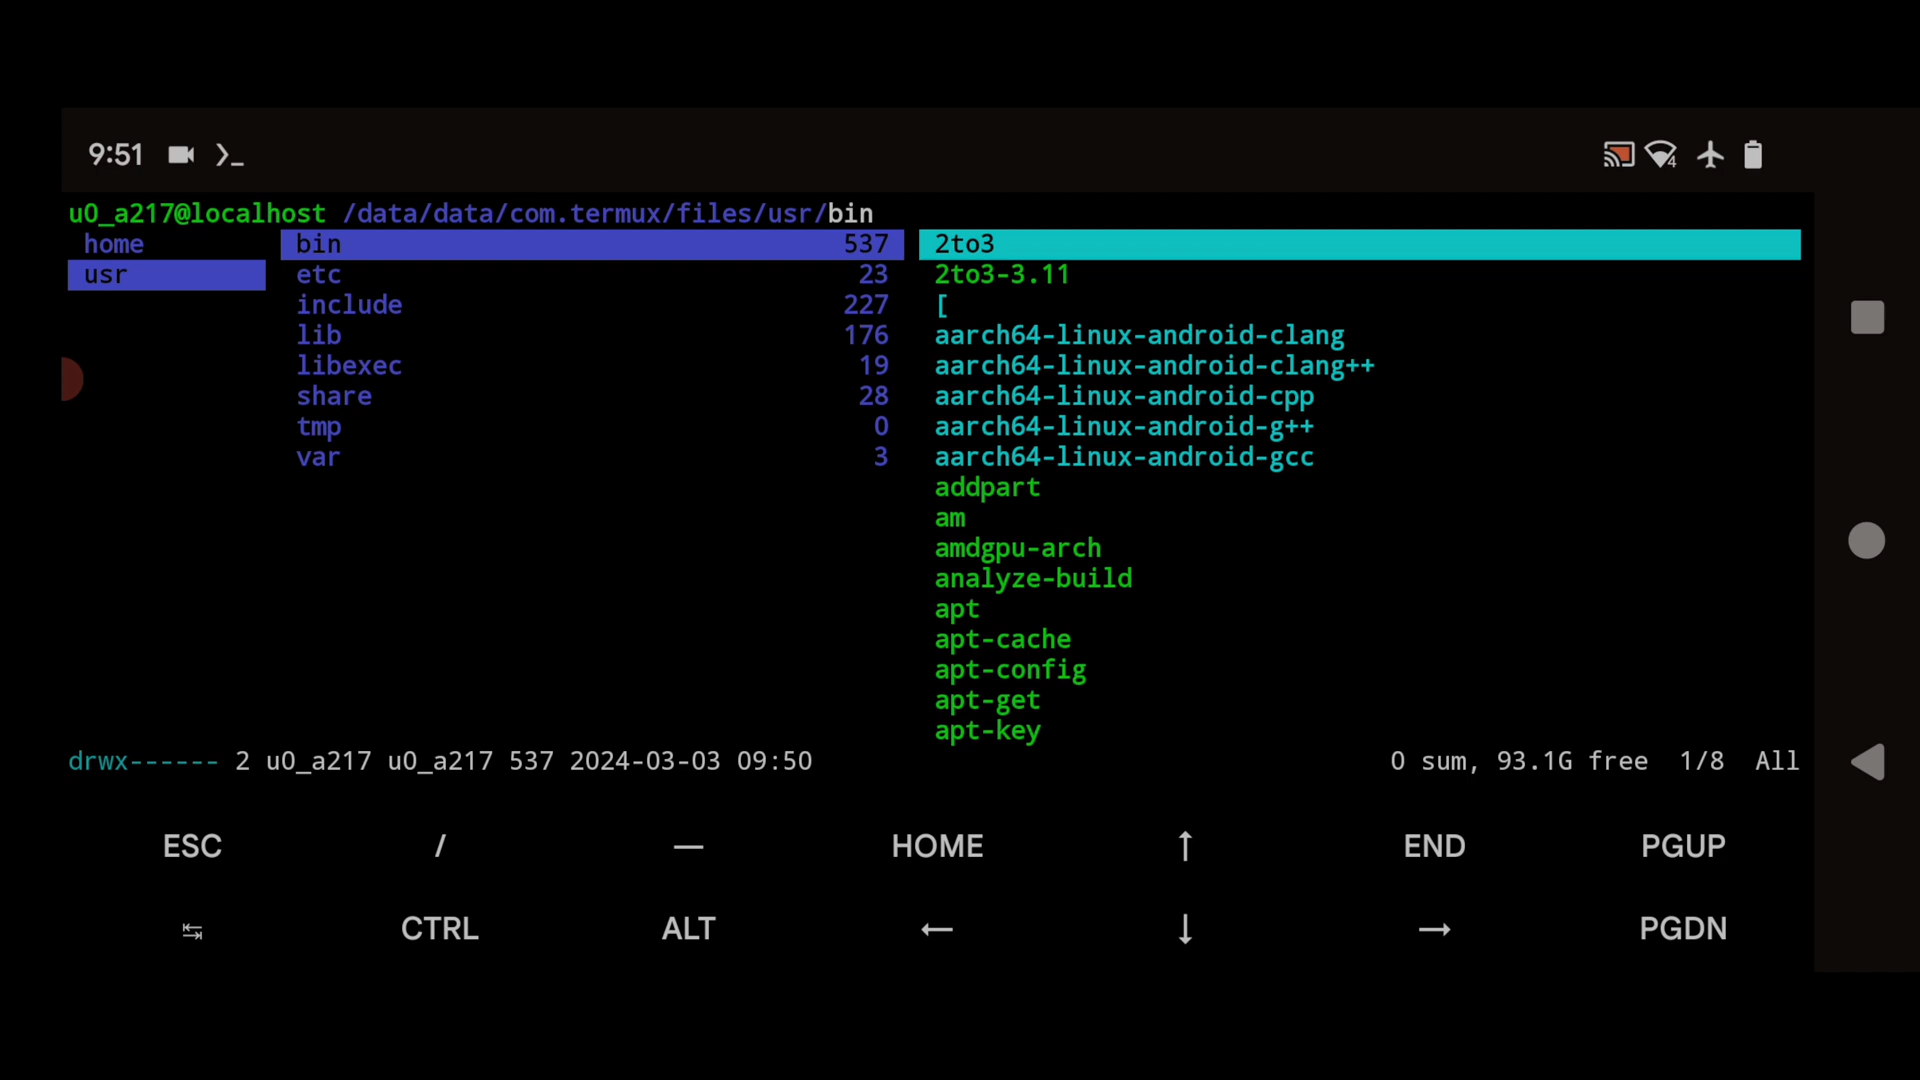 9:51
u0_a217@localhost /data/data/com.termux/files/usr/bin
home bin 537 2to3
usr etc 23 2to3-3.11
include 227 [
lib 176 aarch64-linux-android-clang
libexec 19 aarch64-linux-android-clang++
share 28 aarch64-linux-android-cpp
tmp 0 aarch64-linux-android-g++
var 3 aarch64-linux-android-gcc
addpart
am
amdgpu-arch
analyze-build
apt
apt-cache
apt-config
apt-get
apt-key
drwx------ 2 u0_a217 u0_a217 537 2024-03-03 09:50 0 sum, 93.1G free 1/8 All
ESC / — HOME ↑ END PGUP
↹ CTRL ALT ← ↓ → PGDN